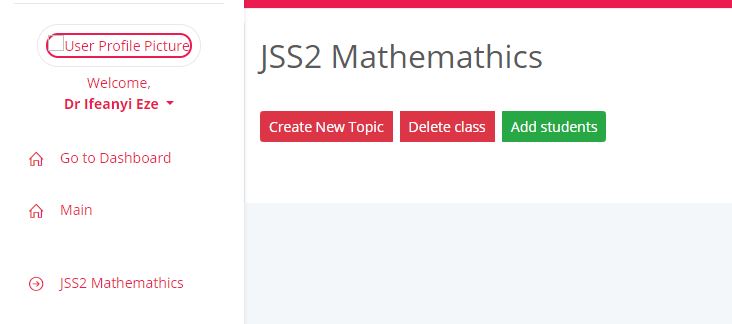 User Profile Picture
Welcome,
Dr Ifeanyi Eze
Go to Dashboard
Main
JSS2 Mathemathics
JSS2 Mathemathics
Create New Topic Delete class Add students